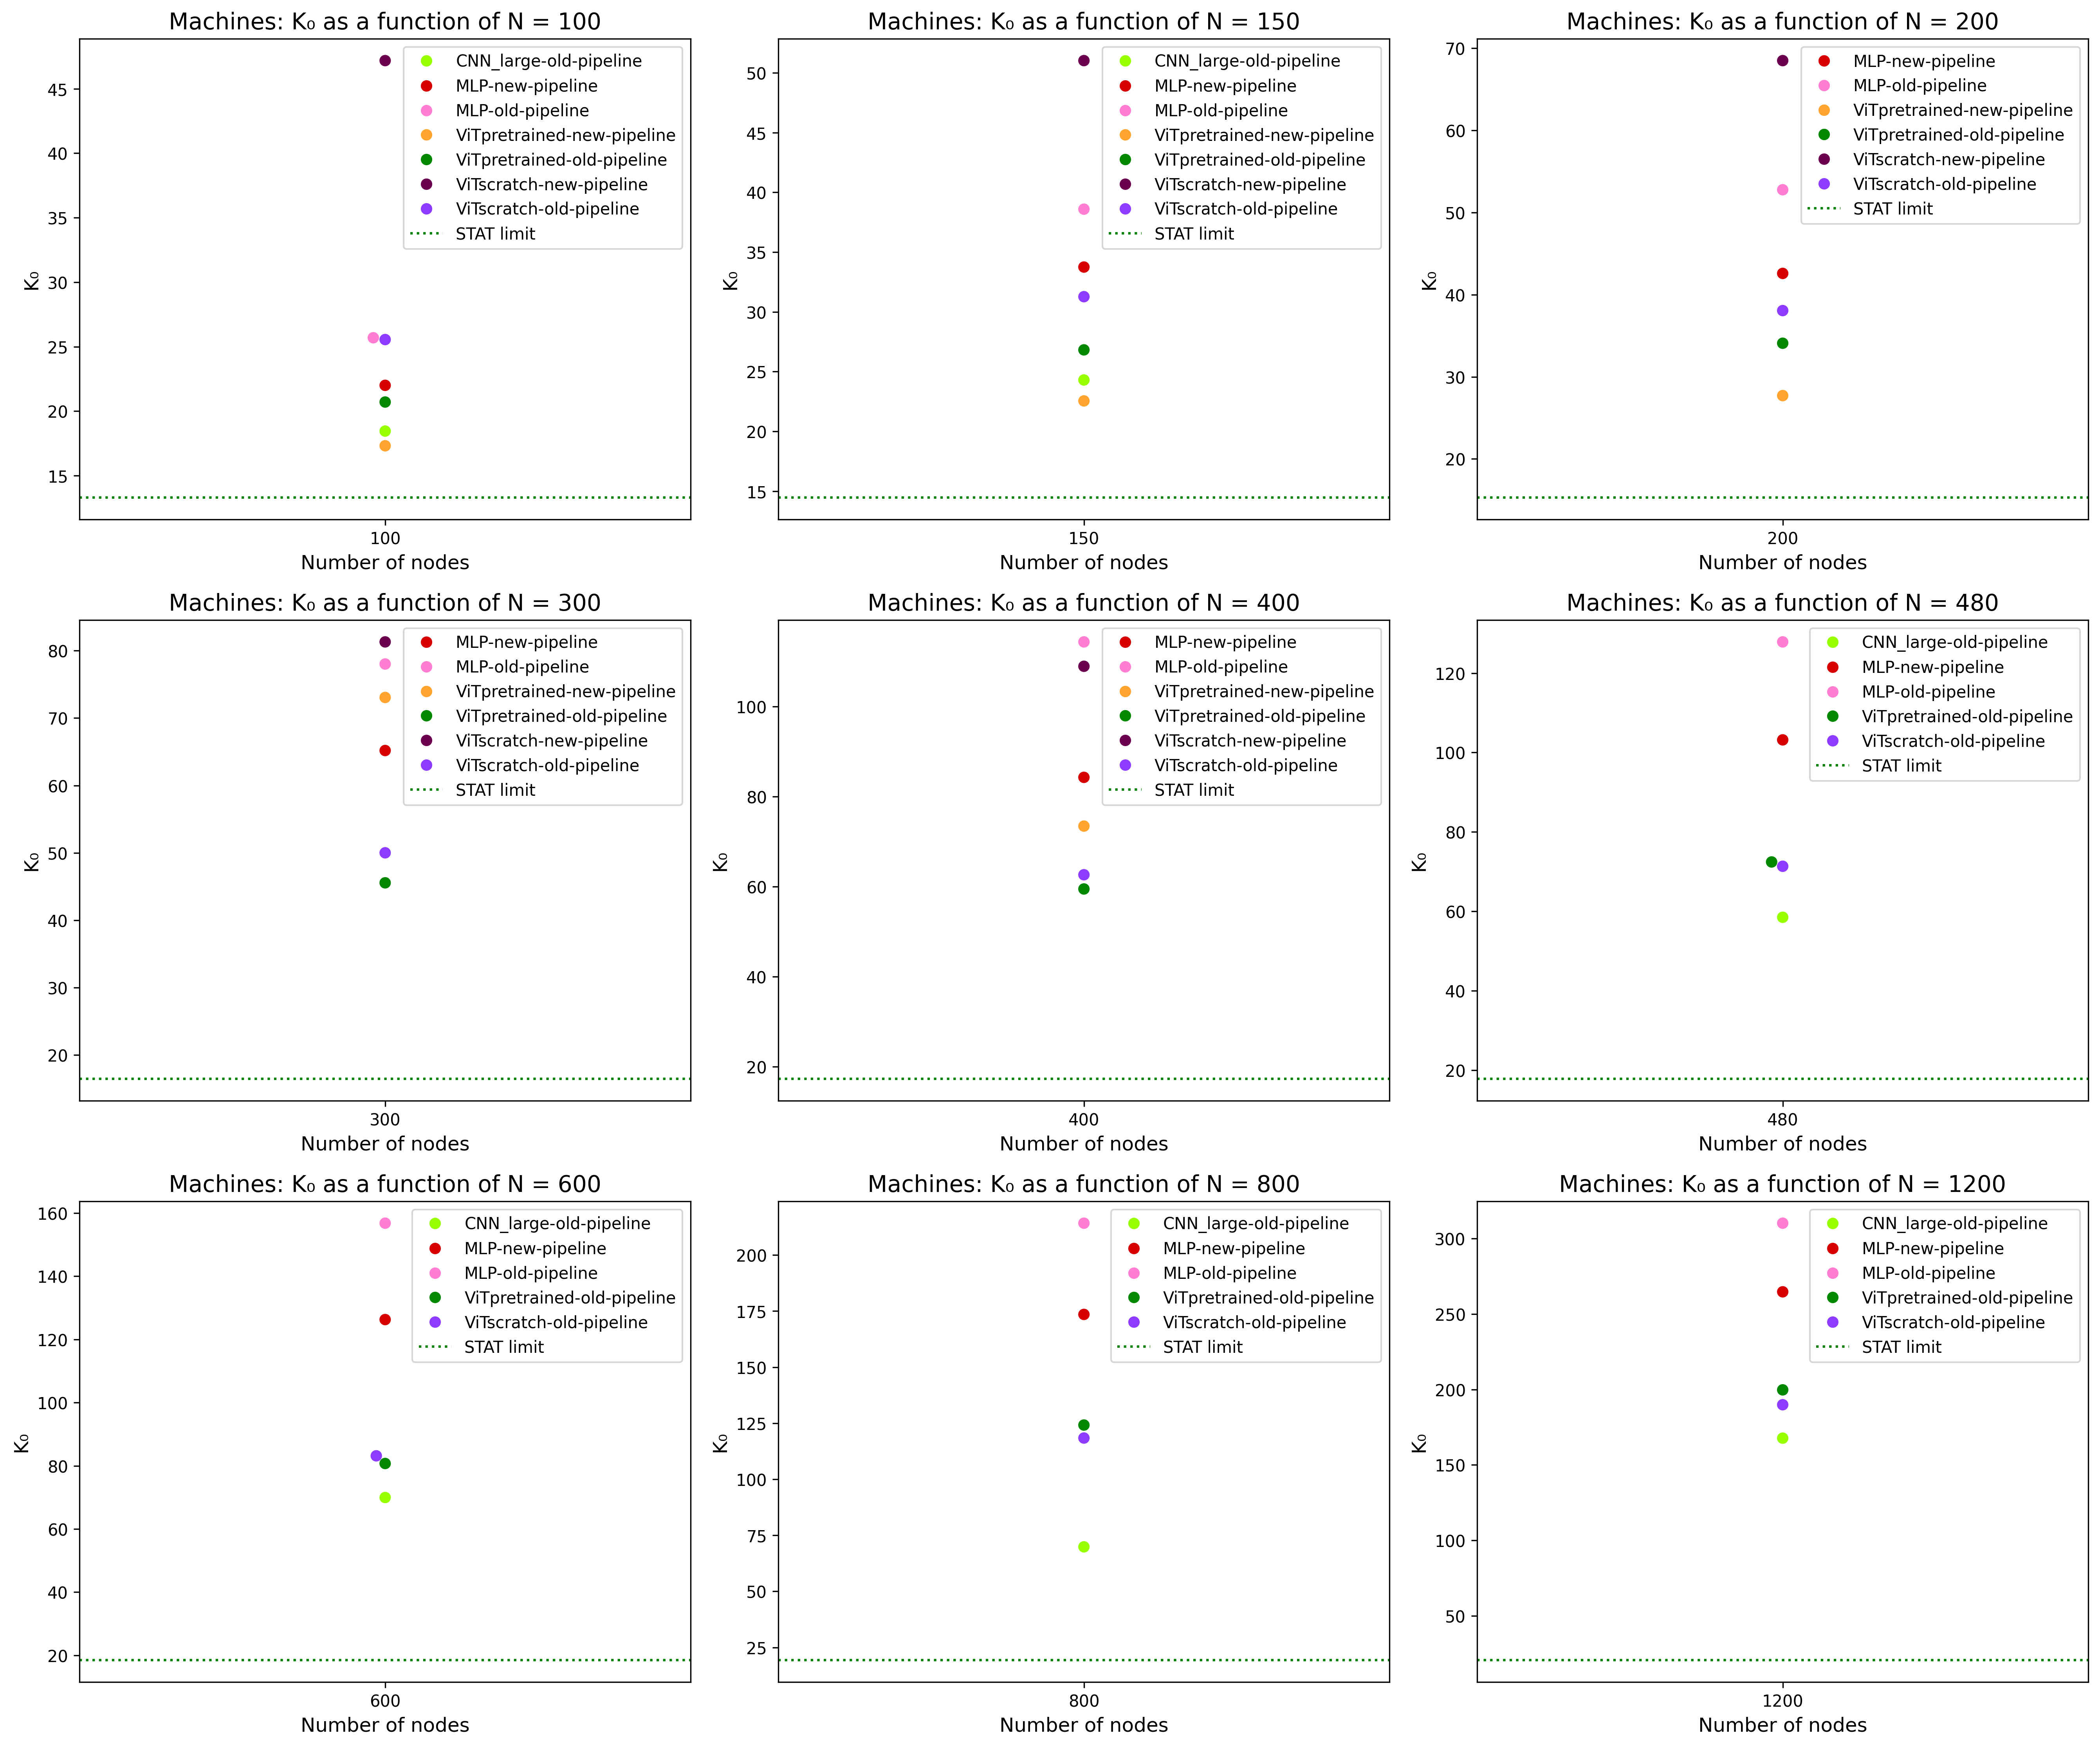 Machines: K₀ as a function of N = 100
K₀
45
40
35
30
25
20
15
CNN_large-old-pipeline
MLP-new-pipeline
MLP-old-pipeline
ViTpretrained-new-pipeline
ViTpretrained-old-pipeline
ViTscratch-new-pipeline
ViTscratch-old-pipeline
STAT limit
100
Number of nodes
Machines: K₀ as a function of N = 150
K₀
50
45
40
35
30
25
20
15
CNN_large-old-pipeline
MLP-new-pipeline
MLP-old-pipeline
ViTpretrained-new-pipeline
ViTpretrained-old-pipeline
ViTscratch-new-pipeline
ViTscratch-old-pipeline
STAT limit
150
Number of nodes
Machines: K₀ as a function of N = 200
K₀
70
60
50
40
30
20
MLP-new-pipeline
MLP-old-pipeline
ViTpretrained-new-pipeline
ViTpretrained-old-pipeline
ViTscratch-new-pipeline
ViTscratch-old-pipeline
STAT limit
200
Number of nodes
Machines: K₀ as a function of N = 300
K₀
80
70
60
50
40
30
20
MLP-new-pipeline
MLP-old-pipeline
ViTpretrained-new-pipeline
ViTpretrained-old-pipeline
ViTscratch-new-pipeline
ViTscratch-old-pipeline
STAT limit
300
Number of nodes
Machines: K₀ as a function of N = 400
K₀
100
80
60
40
20
MLP-new-pipeline
MLP-old-pipeline
ViTpretrained-new-pipeline
ViTpretrained-old-pipeline
ViTscratch-new-pipeline
ViTscratch-old-pipeline
STAT limit
400
Number of nodes
Machines: K₀ as a function of N = 480
K₀
120
100
80
60
40
20
CNN_large-old-pipeline
MLP-new-pipeline
MLP-old-pipeline
ViTpretrained-old-pipeline
ViTscratch-old-pipeline
STAT limit
480
Number of nodes
Machines: K₀ as a function of N = 600
K₀
160
140
120
100
80
60
40
20
CNN_large-old-pipeline
MLP-new-pipeline
MLP-old-pipeline
ViTpretrained-old-pipeline
ViTscratch-old-pipeline
STAT limit
600
Number of nodes
Machines: K₀ as a function of N = 800
K₀
200
175
150
125
100
75
50
25
CNN_large-old-pipeline
MLP-new-pipeline
MLP-old-pipeline
ViTpretrained-old-pipeline
ViTscratch-old-pipeline
STAT limit
800
Number of nodes
Machines: K₀ as a function of N = 1200
K₀
300
250
200
150
100
50
CNN_large-old-pipeline
MLP-new-pipeline
MLP-old-pipeline
ViTpretrained-old-pipeline
ViTscratch-old-pipeline
STAT limit
1200
Number of nodes